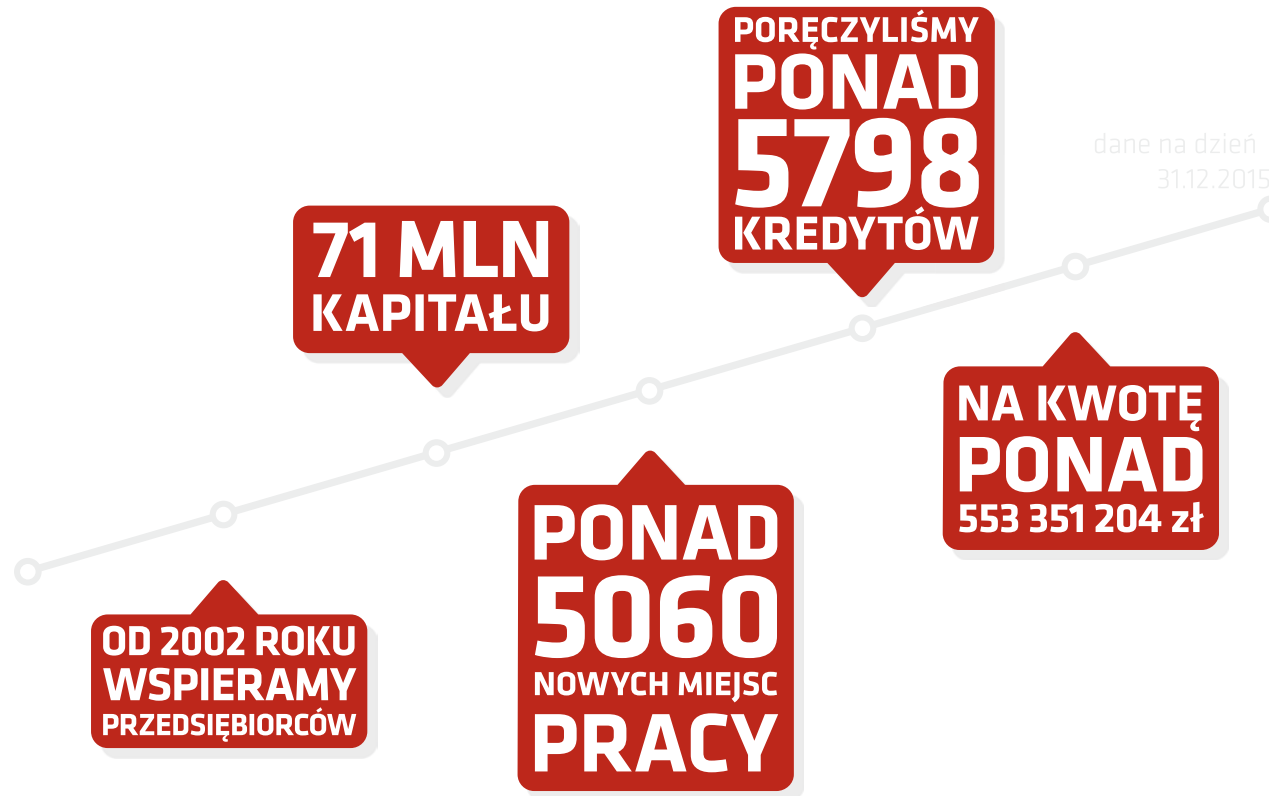 OD 2002 ROKU
WSPIERAMY
PRZEDSIĘBIORCÓW
71 MLN
KAPITAŁU
PONAD
5060
NOWYCH MIEJSC
PRACY
PORĘCZYLIŚMY
PONAD
5798
KREDYTÓW
NA KWOTĘ
PONAD
553 351 204 zł
dane na dzień
31.12.2015